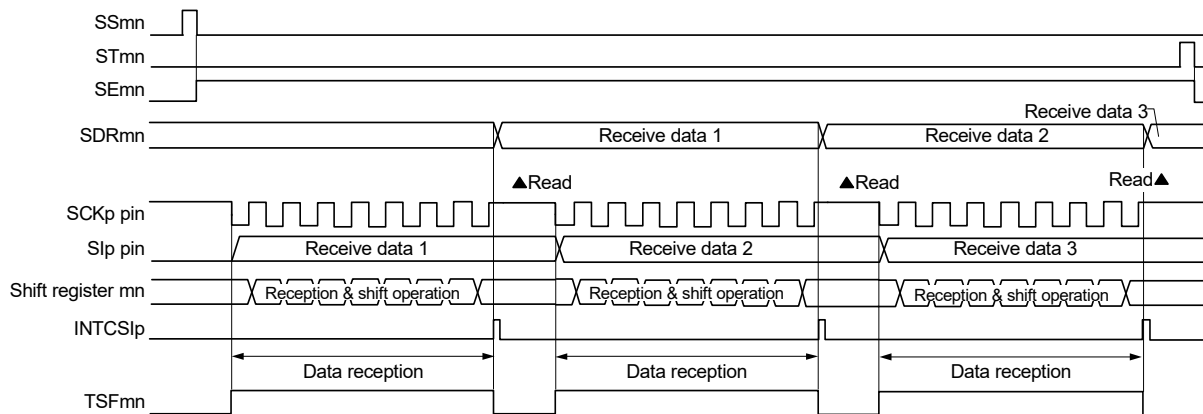 SSmn
STmn
SEmn
Receive data 3
SDRmn Receive data 1 Receive data 2
▲Read ▲Read Read▲
SCKp pin
SIp pin Receive data 1 Receive data 2 Receive data 3
Shift register mn Reception & shift operation Reception & shift operation Reception & shift operation
INTCSIp
Data reception Data reception Data reception
TSFmn